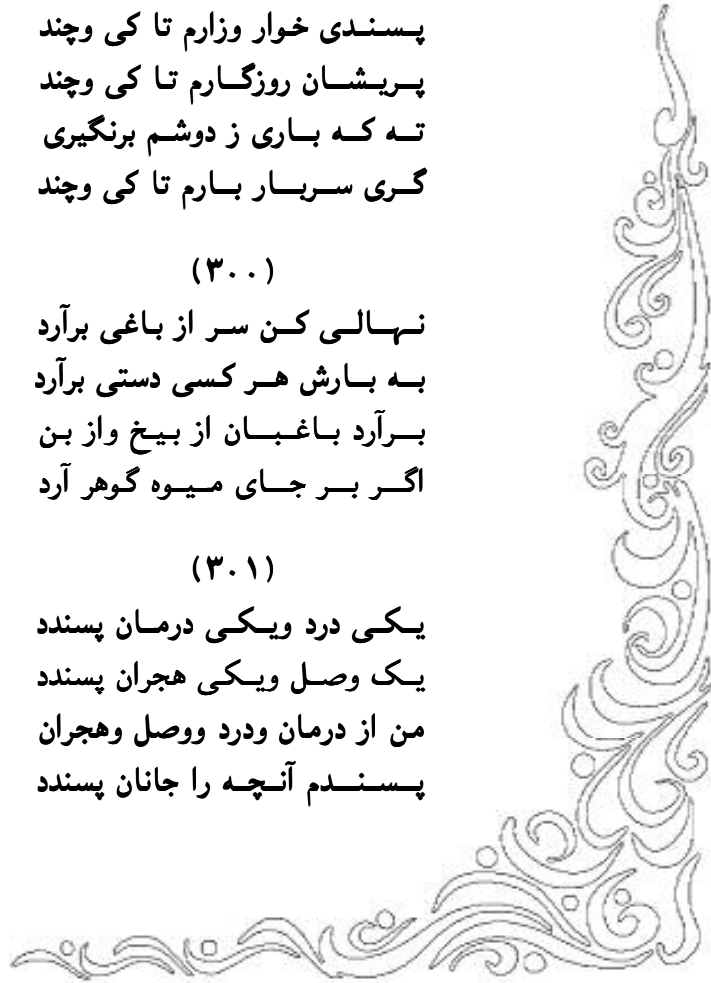 پسندی خوار وزارم تا کی وچند
پریشان روزگارم تا کی وچند
ته که باری ز دوشم برنگیری
گری سربار بارم تا کی وچند
(۳۰۰)
نهالی کن سر از باغی برآرد
به بارش هر کسی دستی برآرد
برآرد باغبان از بیخ واز بن
اگر بر جای میوه گوهر آرد
(۳۰۱)
یکی درد ویکی درمان پسندد
یک وصل ویکی هجران پسندد
من از درمان ودرد ووصل وهجران
پسندم آنچه را جانان پسندد